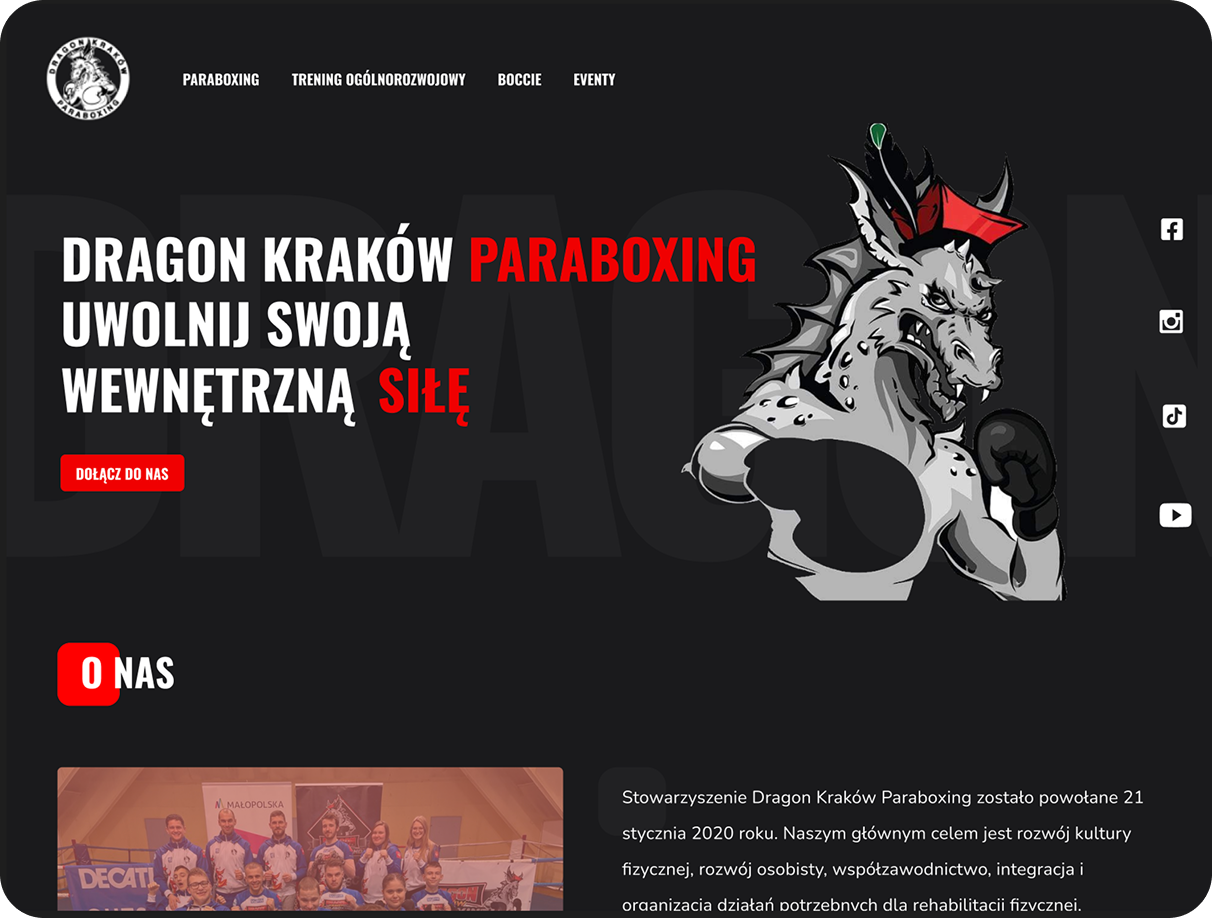 DRAGON KRAKÓW
PARABOXING
PARABOXING TRENING OGÓLNOROZWOJOWY BOCCIE EVENTY
DRAGON
DRAGON KRAKÓW PARABOXING
UWOLNIJ SWOJĄ
WEWNĘTRZNĄ SIŁĘ
DOŁĄCZ DO NAS
O NAS
MAŁOPOLSKA
Stowarzyszenie Dragon Kraków Paraboxing zostało powołane 21
stycznia 2020 roku. Naszym głównym celem jest rozwój kultury
fizycznej, rozwój osobisty, współzawodnictwo, integracja i
organizacja działań potrzebnych dla rehabilitacji fizycznej.